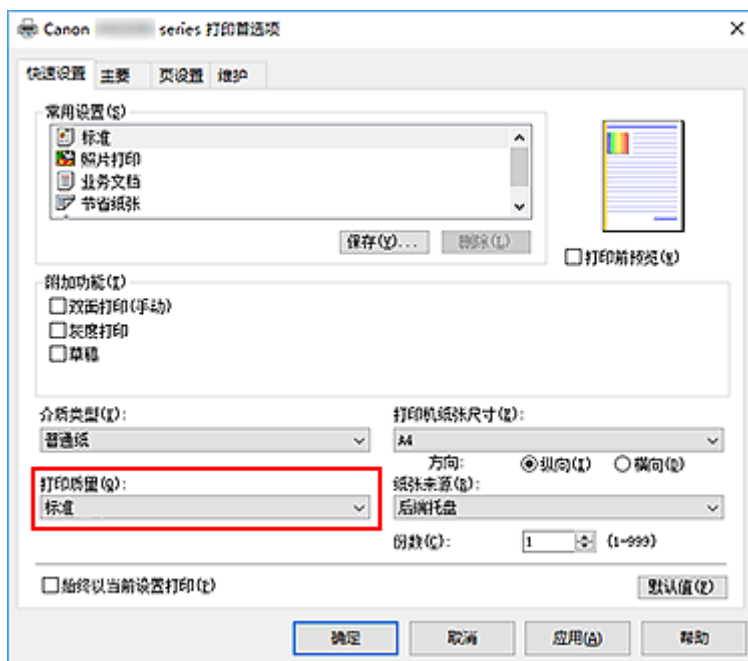 Canon series 打印首选项
快速设置 主要 页设置 维护
常用设置(S)
标准
照片打印
业务文档
节省纸张
保存(V)... 删除(L)
打印前预览(W)
附加功能(I)
双面打印(手动)
灰度打印
草稿
介质类型(X): 打印机纸张尺寸(Z):
普通纸 A4
方向: 纵向(I) 横向(D)
打印质量(Q): 纸张来源(B):
标准 后端托盘
份数(C): 1 (1-999)
始终以当前设置打印(P)
默认值(F)
确定 取消 应用(A) 帮助